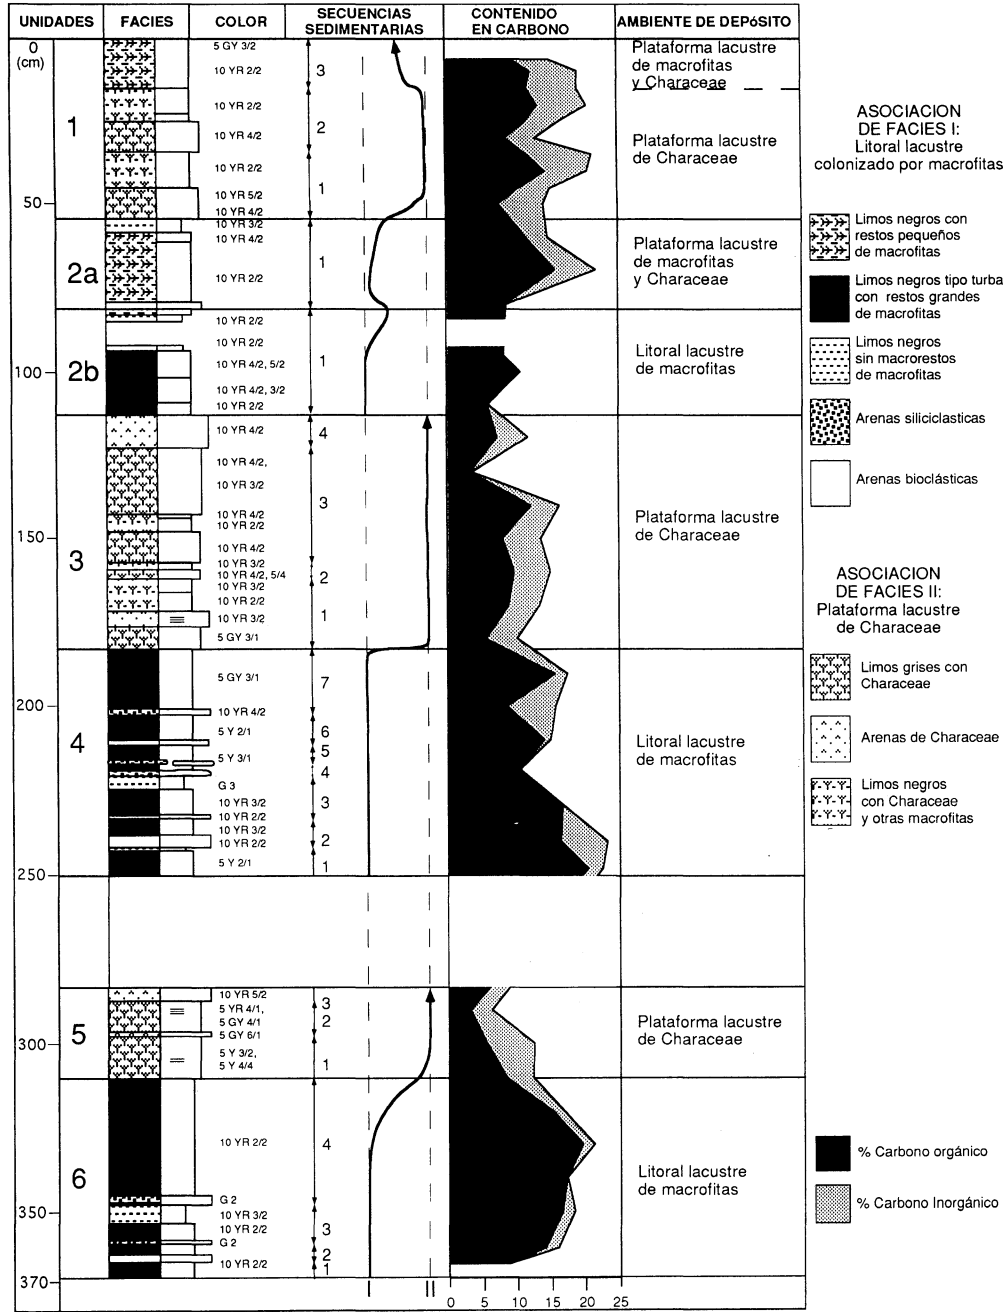 UNIDADES FACIES COLOR SECUENCIAS SEDIMENTARIAS CONTENIDO EN CARBONO AMBIENTE DE DEPóSITO
0
(cm)
50
100
150
200
250
300
350
370
1
5 GY 3/2
10 YR 2/2
10 YR 2/2
10 YR 4/2
10 YR 2/2
10 YR 5/2
10 YR 4/2
3
2
1
Plataforma lacustre
de macrofitas
y Characeae
Plataforma lacustre
de Characeae
2a
10 YR 3/2
10 YR 4/2
10 YR 2/2
1
Plataforma lacustre
de macrofitas
y Characeae
2b
10 YR 2/2
10 YR 2/2
10 YR 4/2, 5/2
10 YR 4/2, 3/2
10 YR 2/2
1
Litoral lacustre
de macrofitas
3
10 YR 4/2
10 YR 4/2,
10 YR 3/2
10 YR 4/2
10 YR 2/2
10 YR 4/2
10 YR 3/2
10 YR 4/2, 5/4
10 YR 3/2
10 YR 2/2
10 YR 3/2
5 GY 3/1
4
3
2
1
Plataforma lacustre
de Characeae
4
5 GY 3/1
10 YR 4/2
5 Y 2/1
5 Y 3/1
G 3
10 YR 3/2
10 YR 2/2
10 YR 3/2
10 YR 2/2
5 Y 2/1
7
6
5
4
3
2
1
Litoral lacustre
de macrofitas
5
10 YR 5/2
5 YR 4/1,
5 GY 4/1
5 GY 6/1
5 Y 3/2,
5 Y 4/4
3
2
1
Plataforma lacustre
de Characeae
6
10 YR 2/2
G 2
10 YR 3/2
10 YR 2/2
G 2
10 YR 2/2
4
3
2
1
Litoral lacustre
de macrofitas
I II
0 5 10 15 20 25
ASOCIACION
DE FACIES I:
Litoral lacustre
colonizado por macrofitas
Limos negros con
restos pequeños
de macrofitas
Limos negros tipo turba
con restos grandes
de macrofitas
Limos negros
sin macrorestos
de macrofitas
Arenas siliciclasticas
Arenas bioclásticas
ASOCIACION
DE FACIES II:
Plataforma lacustre
de Characeae
Limos grises con
Characeae
Arenas de Characeae
Limos negros
con Characeae
y otras macrofitas
% Carbono orgánico
% Carbono Inorgánico